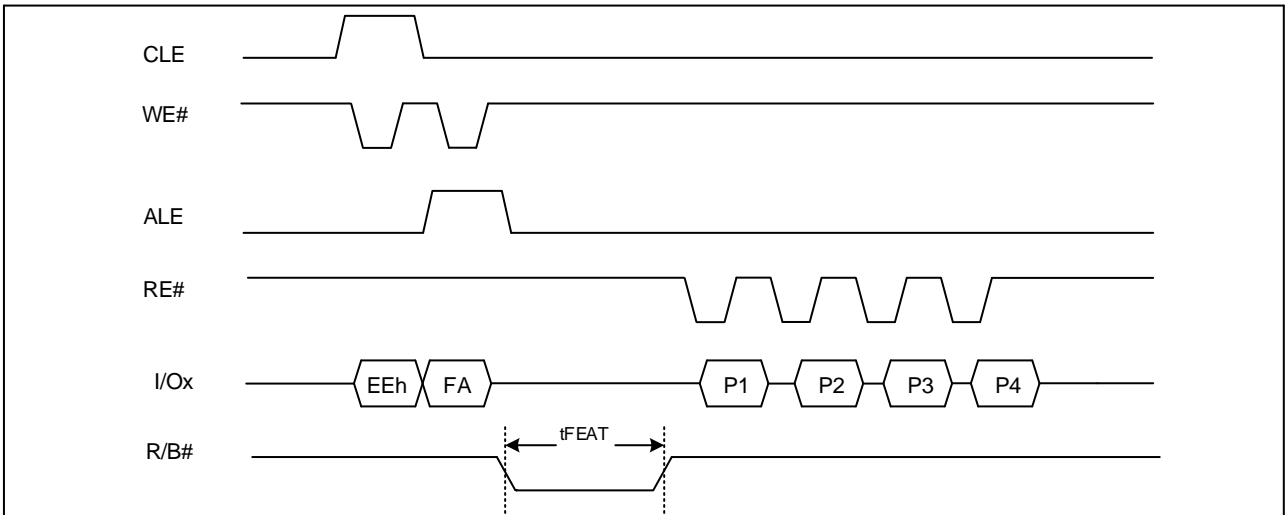 CLE
WE#
ALE
RE#
I/Ox EEh FA P1 P2 P3 P4
tFEAT
R/B#